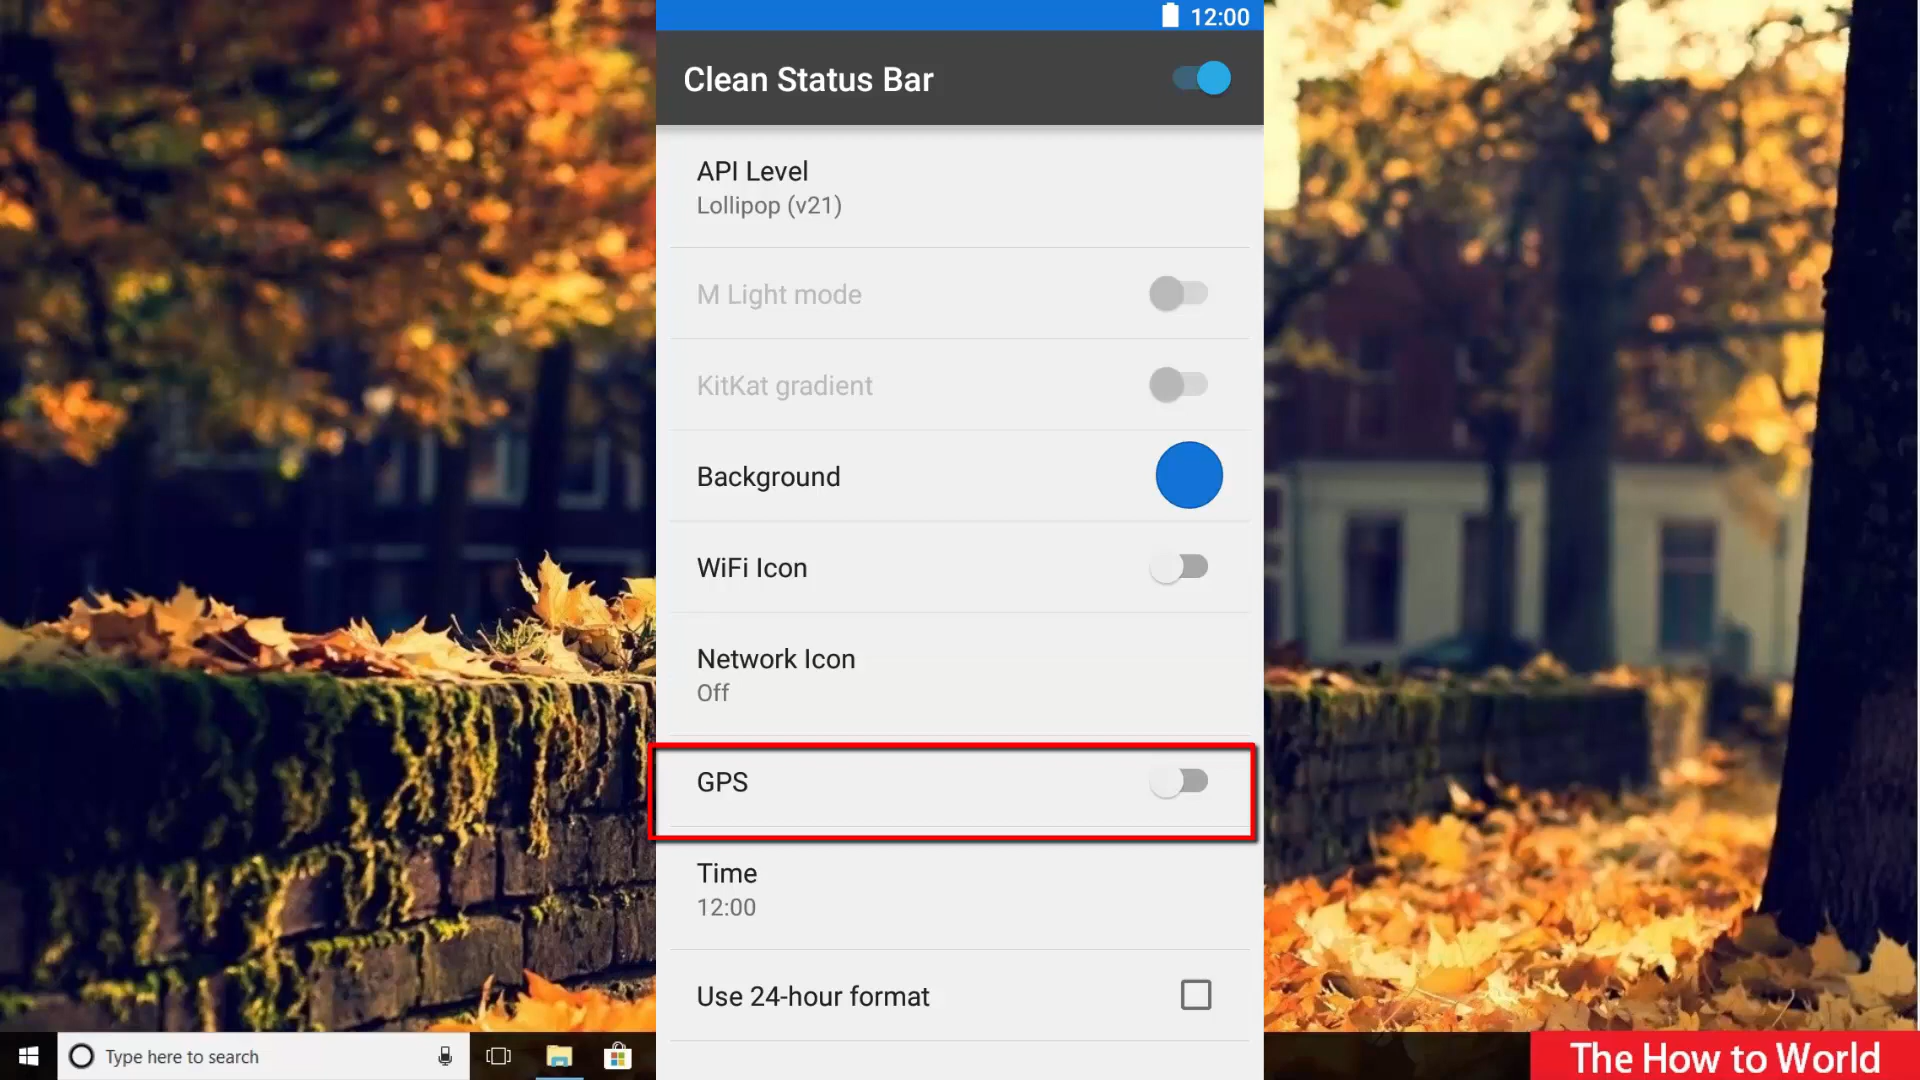 12:00
Clean Status Bar
API Level
Lollipop (v21)
M Light mode
KitKat gradient
Background
WiFi Icon
Network Icon
Off
GPS
Time
12:00
Use 24-hour format
Type here to search
The How to World